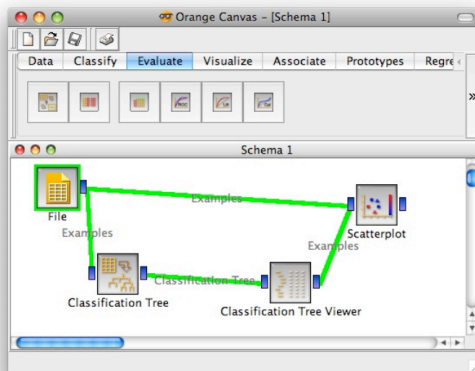 Orange Canvas - [Schema 1]
Data Classify Evaluate Visualize Associate Prototypes Regre
Schema 1
File
Examples
Examples
Scatterplot
Examples
Classification Tree
Classification Tree
Classification Tree Viewer